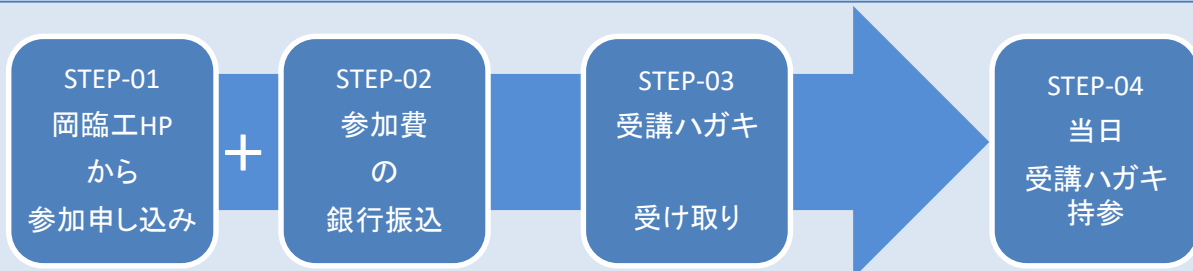 STEP-01
岡臨工HP
から
参加申し込み
+
STEP-02
参加費
の
銀行振込
STEP-03
受講ハガキ
受け取り
STEP-04
当日
受講ハガキ
持参